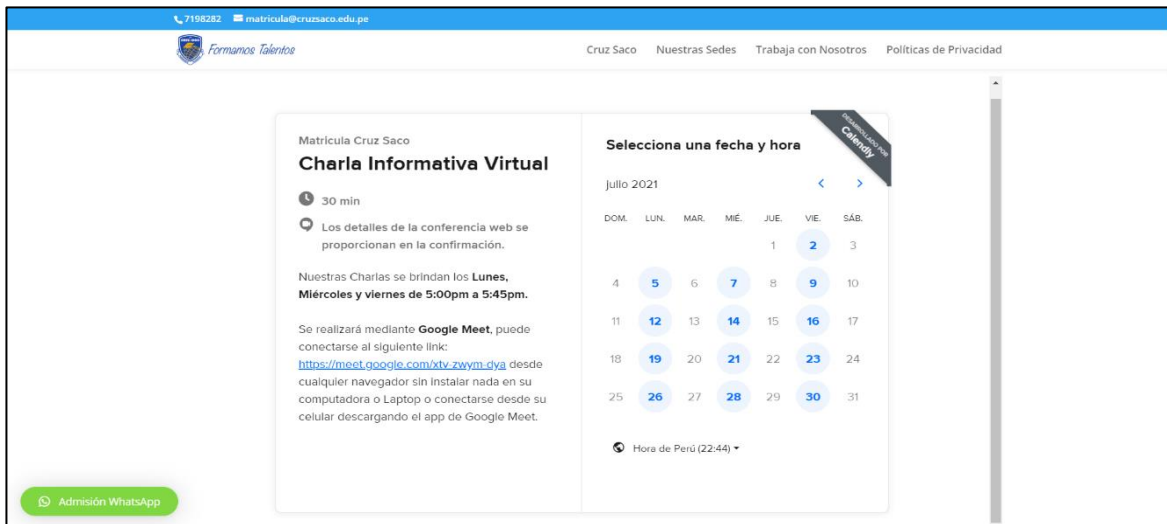 7198282 matricula@cruzsaco.edu.pe
Formamos Talentos
Cruz Saco Nuestras Sedes Trabaja con Nosotros Políticas de Privacidad
Matricula Cruz Saco
Charla Informativa Virtual
30 min
Los detalles de la conferencia web se
proporcionan en la confirmación.
Nuestras Charlas se brindan los Lunes,
Miércoles y viernes de 5:00pm a 5:45pm.
Se realizará mediante Google Meet, puede
conectarse al siguiente link:
https://meet.google.com/xtv-zwym-dya desde
cualquier navegador sin instalar nada en su
computadora o Laptop o conectarse desde su
celular descargando el app de Google Meet.
Selecciona una fecha y hora
DESARROLLADO POR
Calendly
julio 2021
DOM. LUN. MAR. MIÉ. JUE. VIE. SÁB.
1 2 3
4 5 6 7 8 9 10
11 12 13 14 15 16 17
18 19 20 21 22 23 24
25 26 27 28 29 30 31
Hora de Perú (22:44)
Admisión WhatsApp